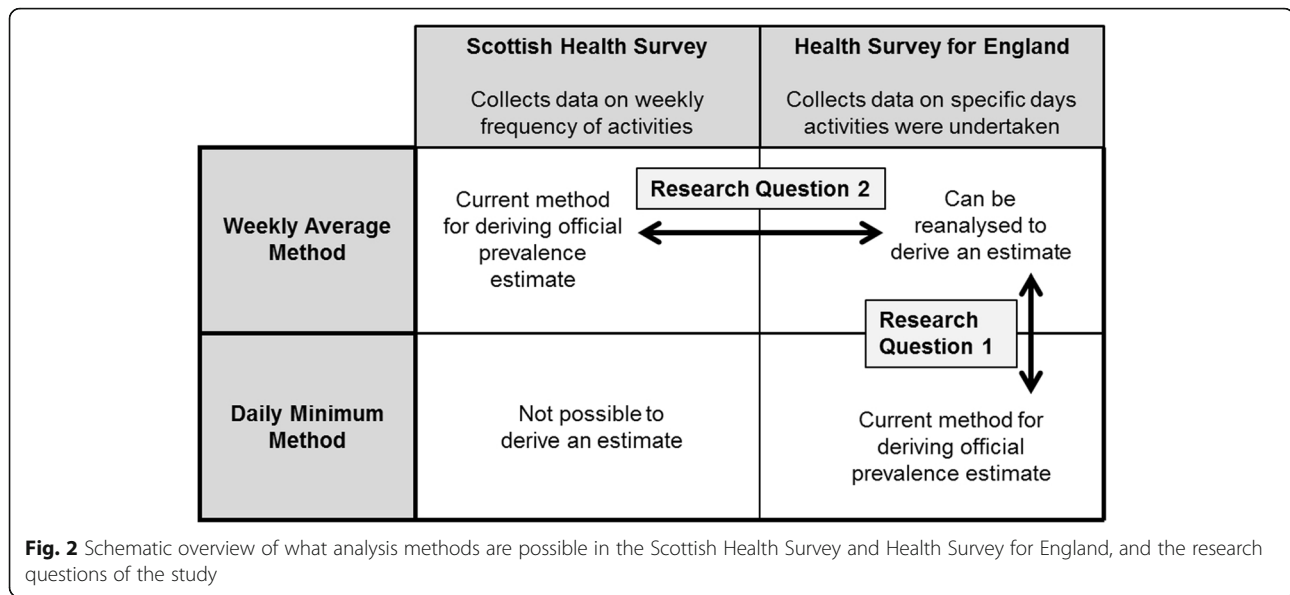 Scottish Health Survey
Collects data on weekly
frequency of activities
Health Survey for England
Collects data on specific days
activities were undertaken
Weekly Average
Method
Current method
for deriving official
prevalence
estimate
Research Question 2
Can be
reanalysed to
derive an estimate
Research
Question 1
Daily Minimum
Method
Not possible to
derive an estimate
Current method for
deriving official
prevalence estimate
Fig. 2 Schematic overview of what analysis methods are possible in the Scottish Health Survey and Health Survey for England, and the research
questions of the study